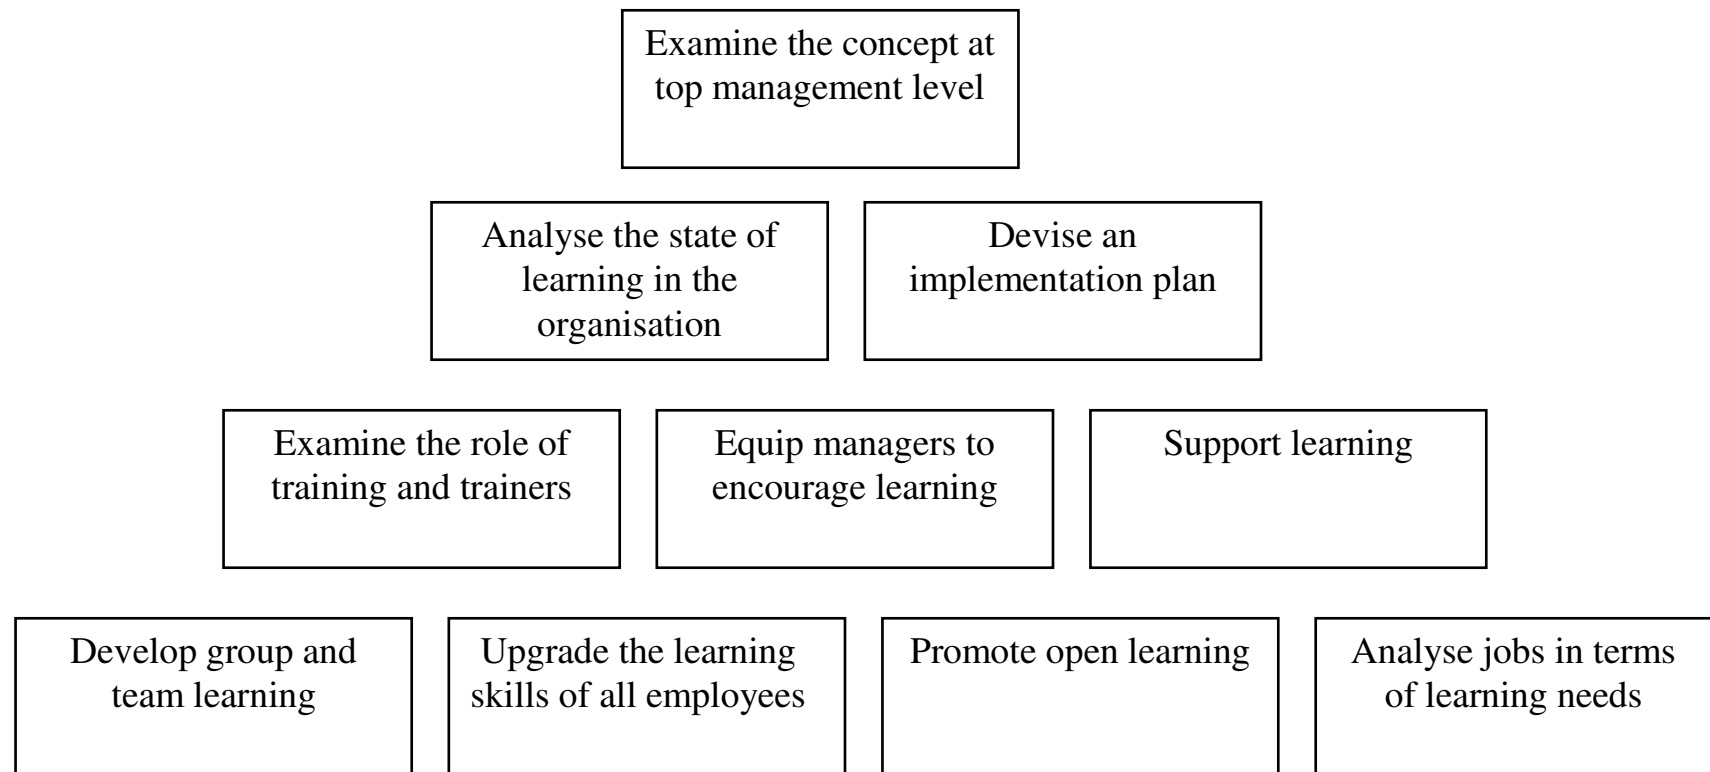 Examine the concept at
top management level
Analyse the state of
learning in the
organisation
Devise an
implementation plan
Examine the role of
training and trainers
Equip managers to
encourage learning
Support learning
Develop group and
team learning
Upgrade the learning
skills of all employees
Promote open learning
Analyse jobs in terms
of learning needs